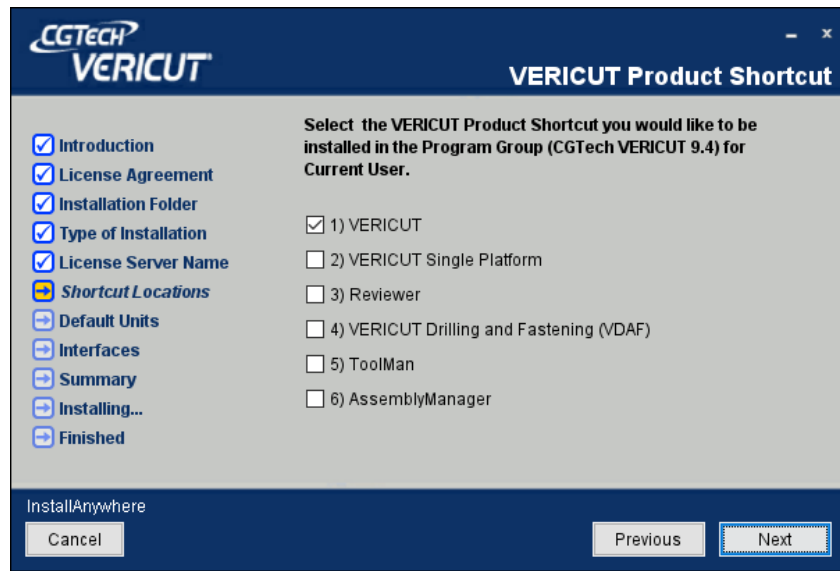 CGTECH
VERICUT
VERICUT Product Shortcut
Introduction
License Agreement
Installation Folder
Type of Installation
License Server Name
Shortcut Locations
Default Units
Interfaces
Summary
Installing...
Finished
Select the VERICUT Product Shortcut you would like to be
installed in the Program Group (CGTech VERICUT 9.4) for
Current User.
1) VERICUT
2) VERICUT Single Platform
3) Reviewer
4) VERICUT Drilling and Fastening (VDAF)
5) ToolMan
6) AssemblyManager
InstallAnywhere
Cancel
Previous
Next